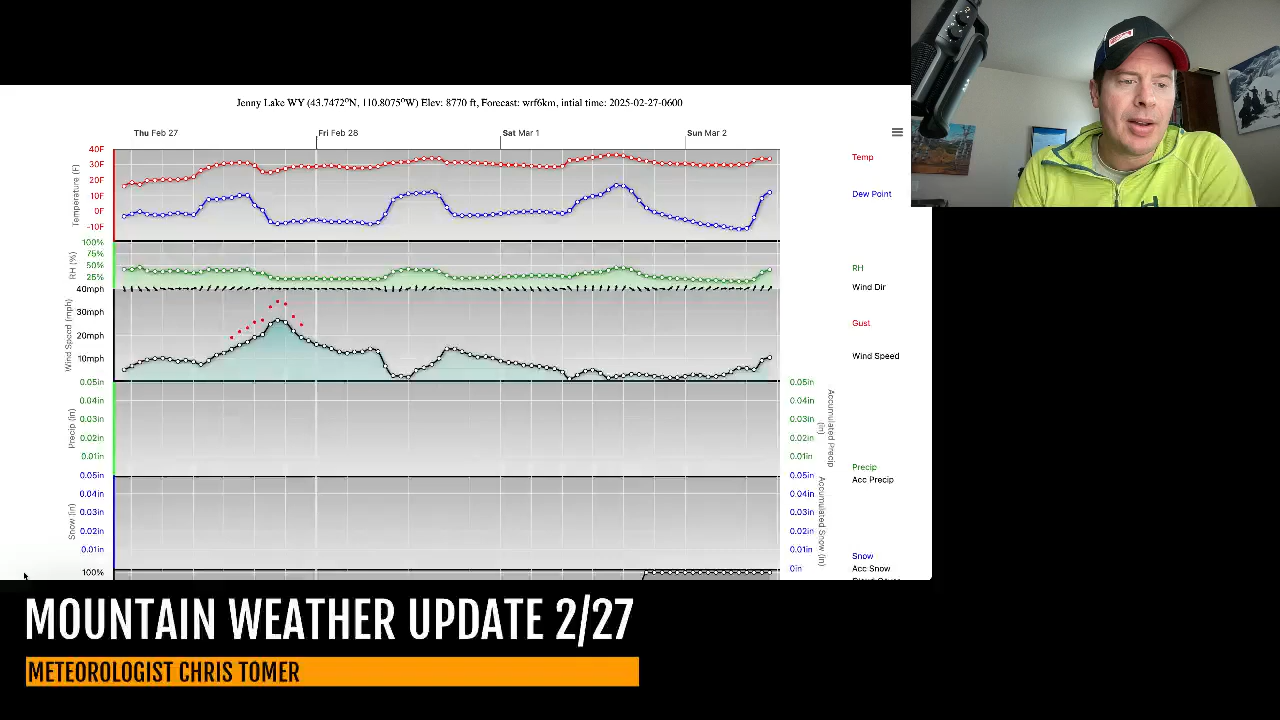 Jenny Lake WY (43.7472ºN, 110.8075ºW) Elev: 8770 ft, Forecast: wrf6km, intial time: 2025-02-27-0600
Thu Feb 27
Fri Feb 28
Sat Mar 1
Sun Mar 2
Temperature (F)
40F
30F
20F
10F
0F
-10F
Temp
Dew Point
RH (%)
100%
75%
50%
25%
RH
Wind Dir
Wind Speed (mph)
40mph
30mph
20mph
10mph
Gust
Wind Speed
Precip (in)
0.05in
0.04in
0.03in
0.02in
0.01in
0.05in
0.04in
0.03in
0.02in
0.01in
Accumulated Precip
(in)
Precip
Acc Precip
Snow (in)
0.05in
0.04in
0.03in
0.02in
0.01in
0.04in
0.03in
0.02in
0.01in
0in
Accumulated Snow (in)
Snow
Acc Snow
100%
MOUNTAIN WEATHER UPDATE 2/27
METEOROLOGIST CHRIS TOMER